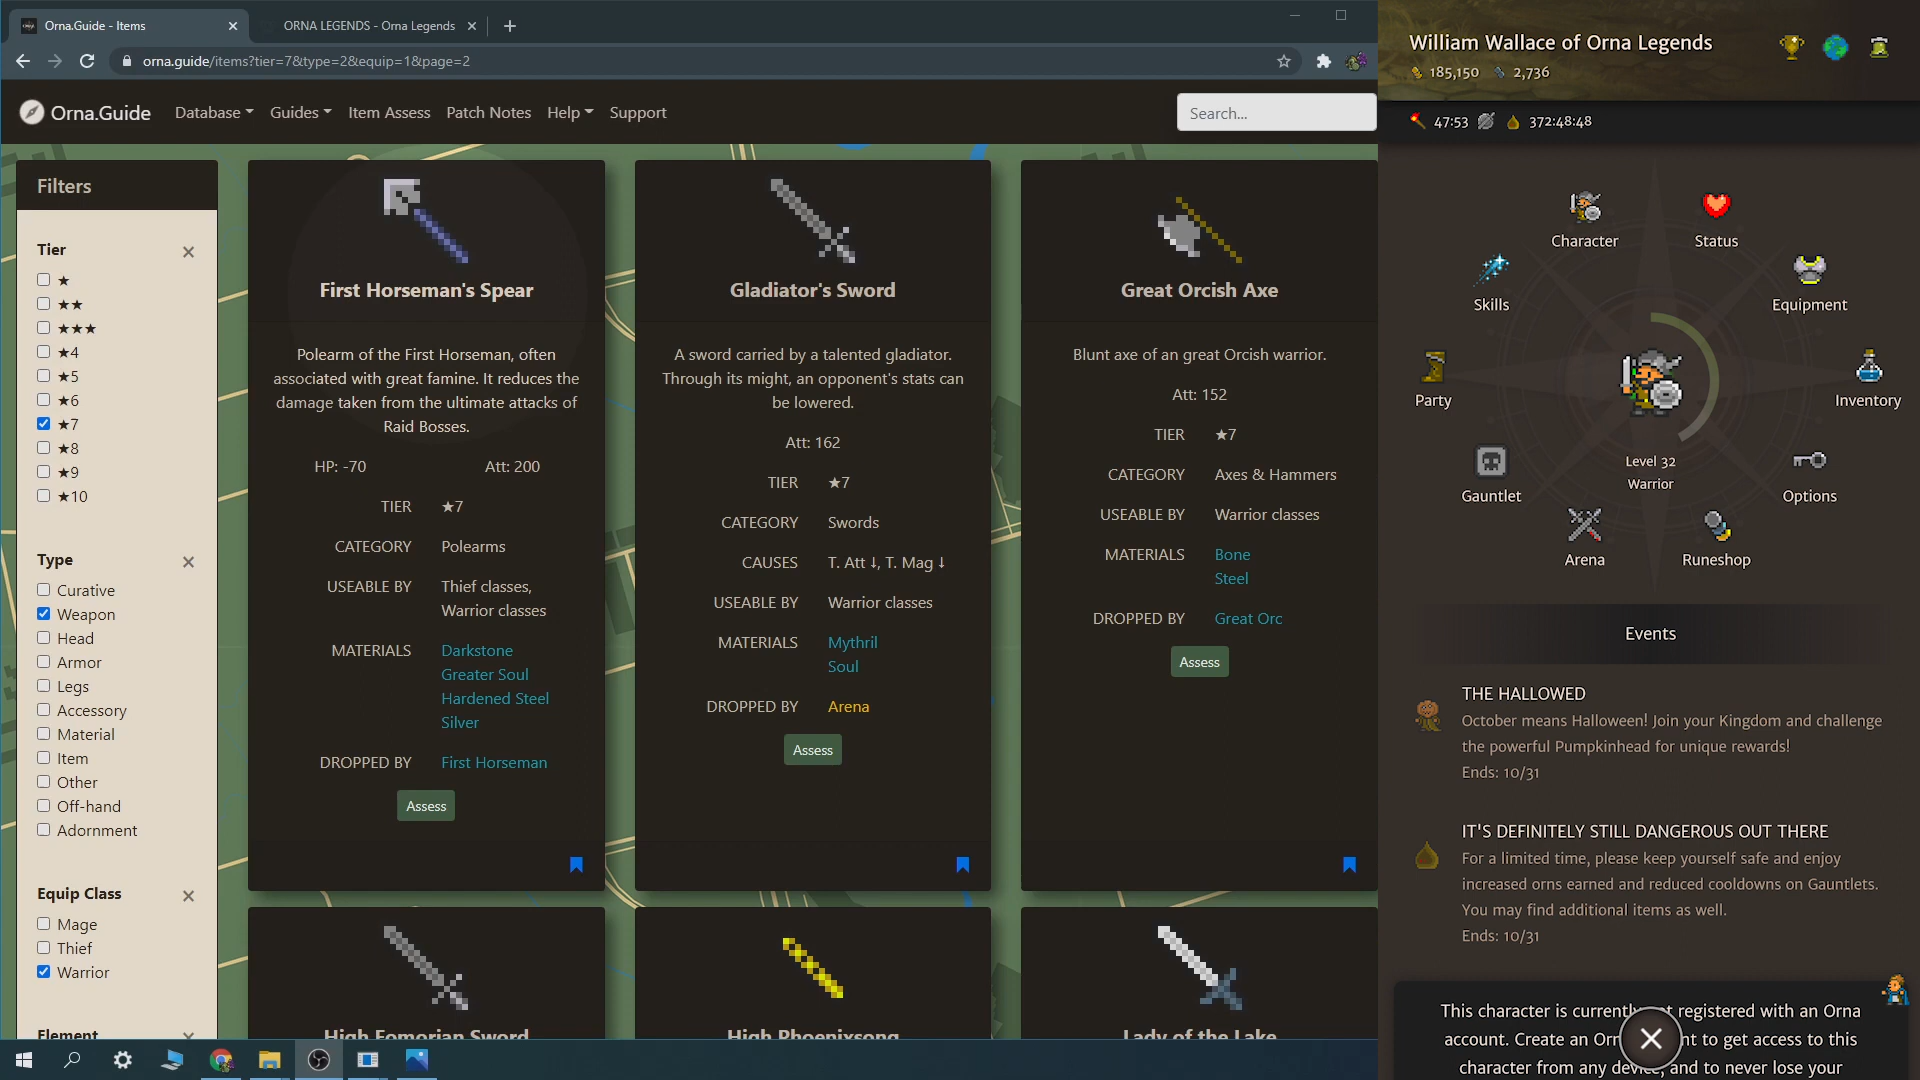 Orna.Guide - Items
ORNA LEGENDS - Orna Legends
orna.guide/items?tier=7&type=2&equip=1&page=2
Orna.Guide
Database
Guides
Item Assess
Patch Notes
Help
Support
Search...
Filters
Tier
★
★★
★★★
★4
★5
★6
★7
★8
★9
★10
Type
Curative
Weapon
Head
Armor
Legs
Accessory
Material
Item
Other
Off-hand
Adornment
Equip Class
Mage
Thief
Warrior
Element
First Horseman's Spear
Polearm of the First Horseman, often
associated with great famine. It reduces the
damage taken from the ultimate attacks of
Raid Bosses.
HP: -70 Att: 200
TIER ★7
CATEGORY Polearms
USEABLE BY Thief classes,
Warrior classes
MATERIALS Darkstone
Greater Soul
Hardened Steel
Silver
DROPPED BY First Horseman
Assess
Gladiator's Sword
A sword carried by a talented gladiator.
Through its might, an opponent's stats can
be lowered.
Att: 162
TIER ★7
CATEGORY Swords
CAUSES T. Att ↓, T. Mag ↓
USEABLE BY Warrior classes
MATERIALS Mythril
Soul
DROPPED BY Arena
Assess
Great Orcish Axe
Blunt axe of an great Orcish warrior.
Att: 152
TIER ★7
CATEGORY Axes & Hammers
USEABLE BY Warrior classes
MATERIALS Bone
Steel
DROPPED BY Great Orc
Assess
High Fomorian Sword
High Phoenixsong
Lady of the Lake
William Wallace of Orna Legends
185,150 2,736
47:53 372:48:48
Character
Status
Skills
Equipment
Party
Inventory
Level 32
Warrior
Gauntlet
Options
Arena
Runeshop
Events
THE HALLOWED
October means Halloween! Join your Kingdom and challenge
the powerful Pumpkinhead for unique rewards!
Ends: 10/31
IT'S DEFINITELY STILL DANGEROUS OUT THERE
For a limited time, please keep yourself safe and enjoy
increased orns earned and reduced cooldowns on Gauntlets.
You may find additional items as well.
Ends: 10/31
This character is currently registered with an Orna
account. Create an to get access to this
character from any device, and to never lose your